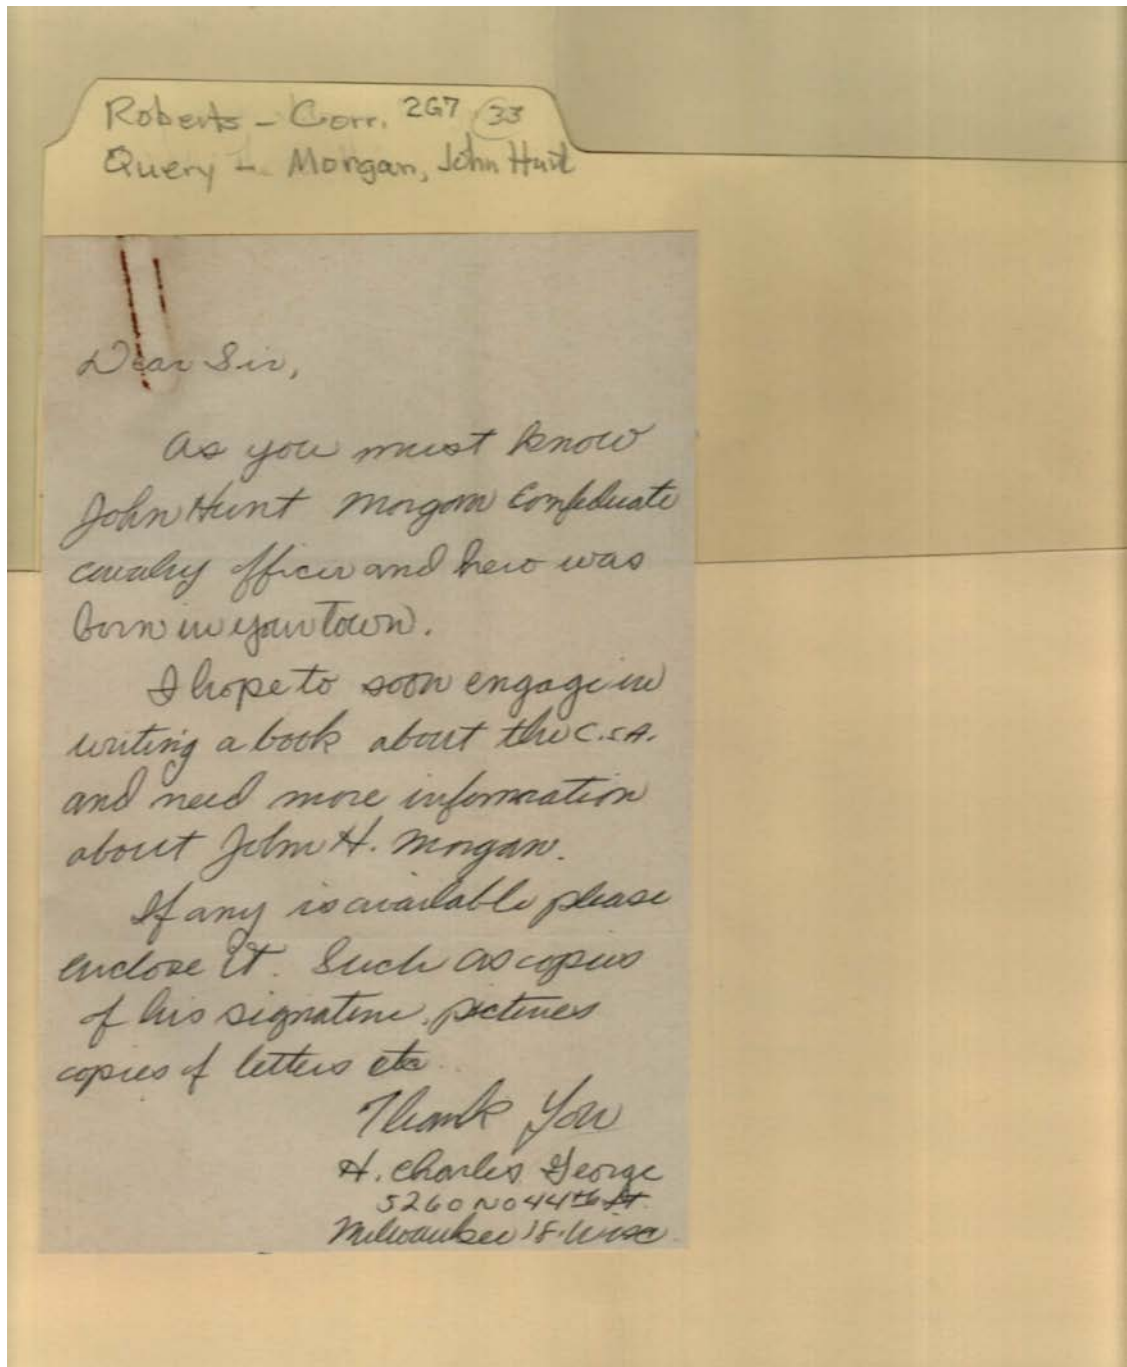 Roberts - Corr. 2G7 33
Query - Morgan, John Hunt
Dear Sir,
As you must know
John Hunt Morgan Confederate
cavalry officer and hero was
born in your town.
I hope to soon engage in
writing a book about the C.S.A.
and need more information
about John H. Morgan.
If any is available please
enclose it. Such as copies
of his signature, pictures
copies of letters etc.
Thank You
H. Charles George
5260 No 44th St.
Milwaukee 18. Wisc